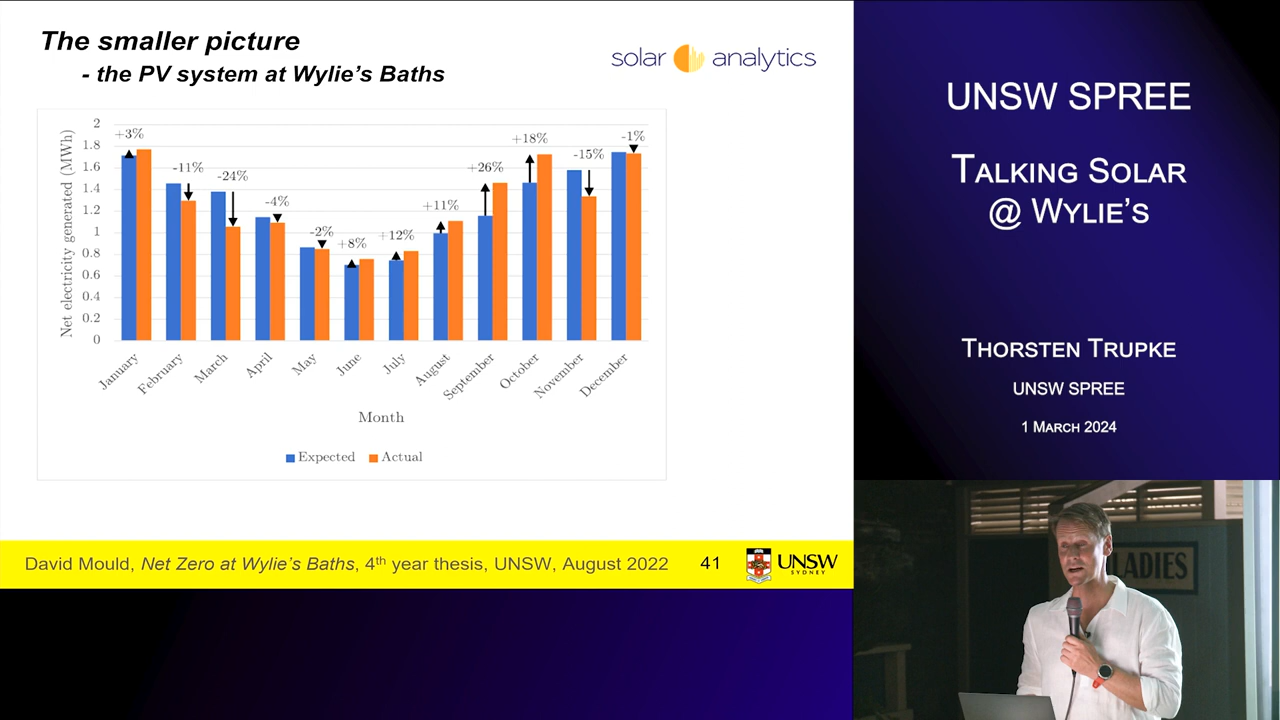 The smaller picture
- the PV system at Wylie's Baths
solar analytics
Net electricity generated (MWh)
2
1.8
1.6
1.4
1.2
1
0.8
0.6
0.4
0.2
0
+3%
-11%
-24%
-4%
-2%
+8%
+12%
+11%
+26%
+18%
-15%
-1%
January
February
March
April
May
June
July
August
September
October
November
December
Month
Expected
Actual
David Mould, Net Zero at Wylie's Baths, 4th year thesis, UNSW, August 2022
41
UNSW
SYDNEY
UNSW SPREE
Talking Solar
@ Wylie's
Thorsten Trupke
UNSW SPREE
1 March 2024
LADIES